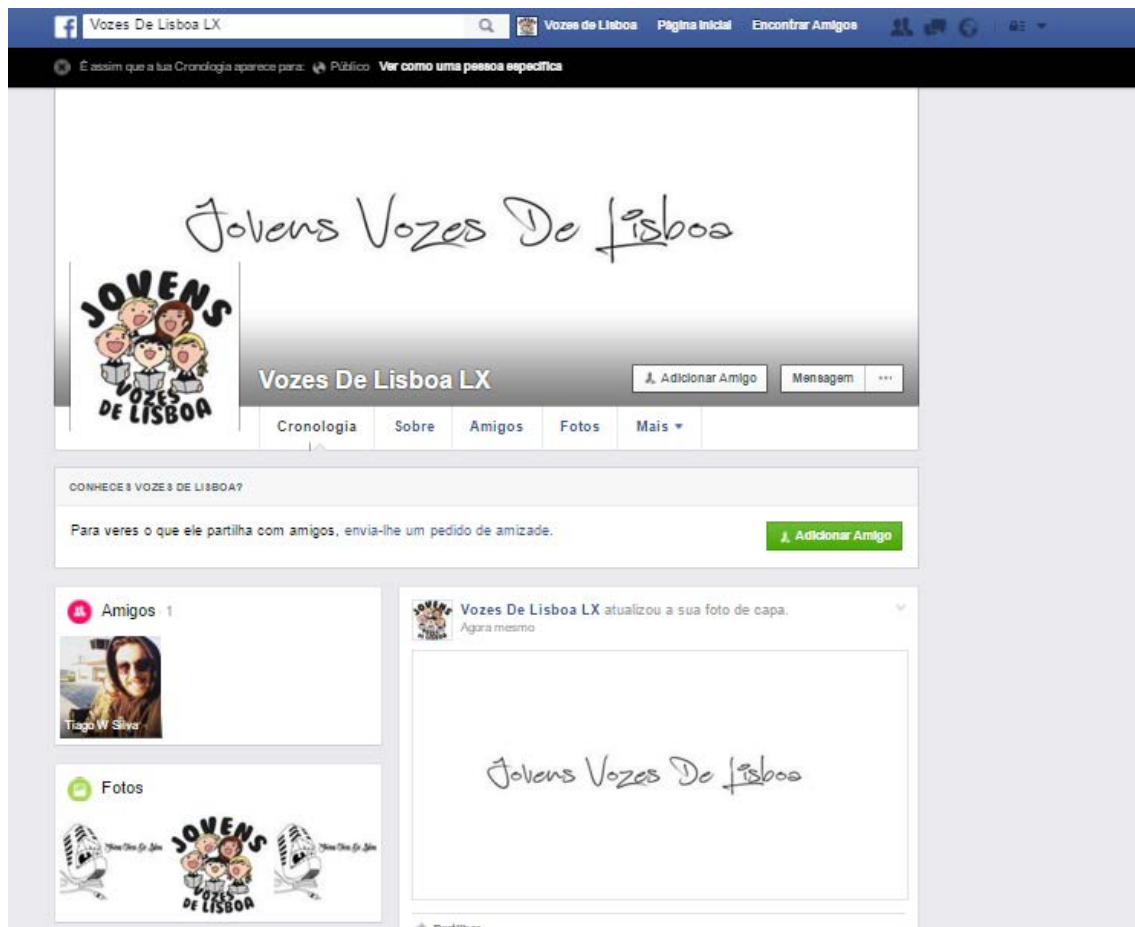 Vozes De Lisboa LX
Vozes de Lisboa Página Inicial Encontrar Amigos
É assim que a tua Cronologia aparece para: Público Ver como uma pessoa específica
Jovens Vozes De Lisboa
JOVENS
VOZES
DE LISBOA
Vozes De Lisboa LX
Adicionar Amigo Mensagem ...
Cronologia Sobre Amigos Fotos Mais
CONHECES VOZES DE LISBOA?
Para veres o que ele partilha com amigos, envia-lhe um pedido de amizade.
Adicionar Amigo
Amigos · 1
Tiago W Silva
Fotos
JOVENS
VOZES
DE LISBOA
JOVENS
VOZES
DE LISBOA
Vozes De Lisboa LX atualizou a sua foto de capa.
Agora mesmo
Jovens Vozes De Lisboa